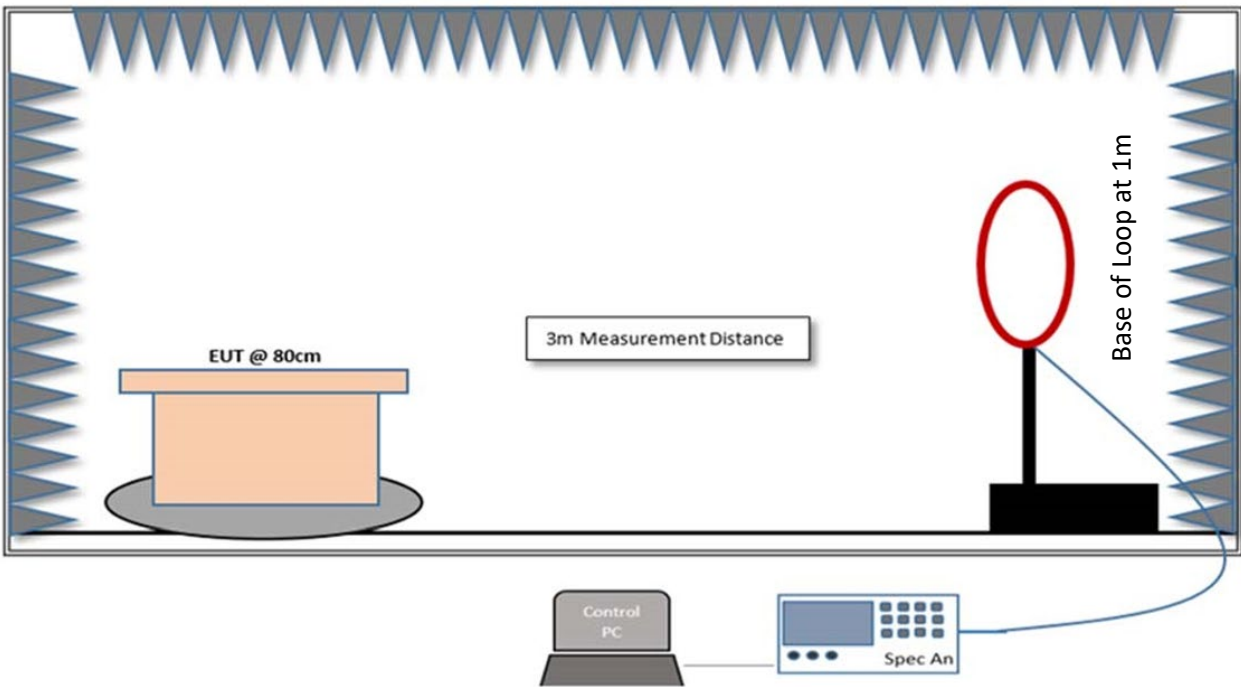 Base of Loop at 1m
3m Measurement Distance
EUT @ 80cm
Control
PC
Spec An